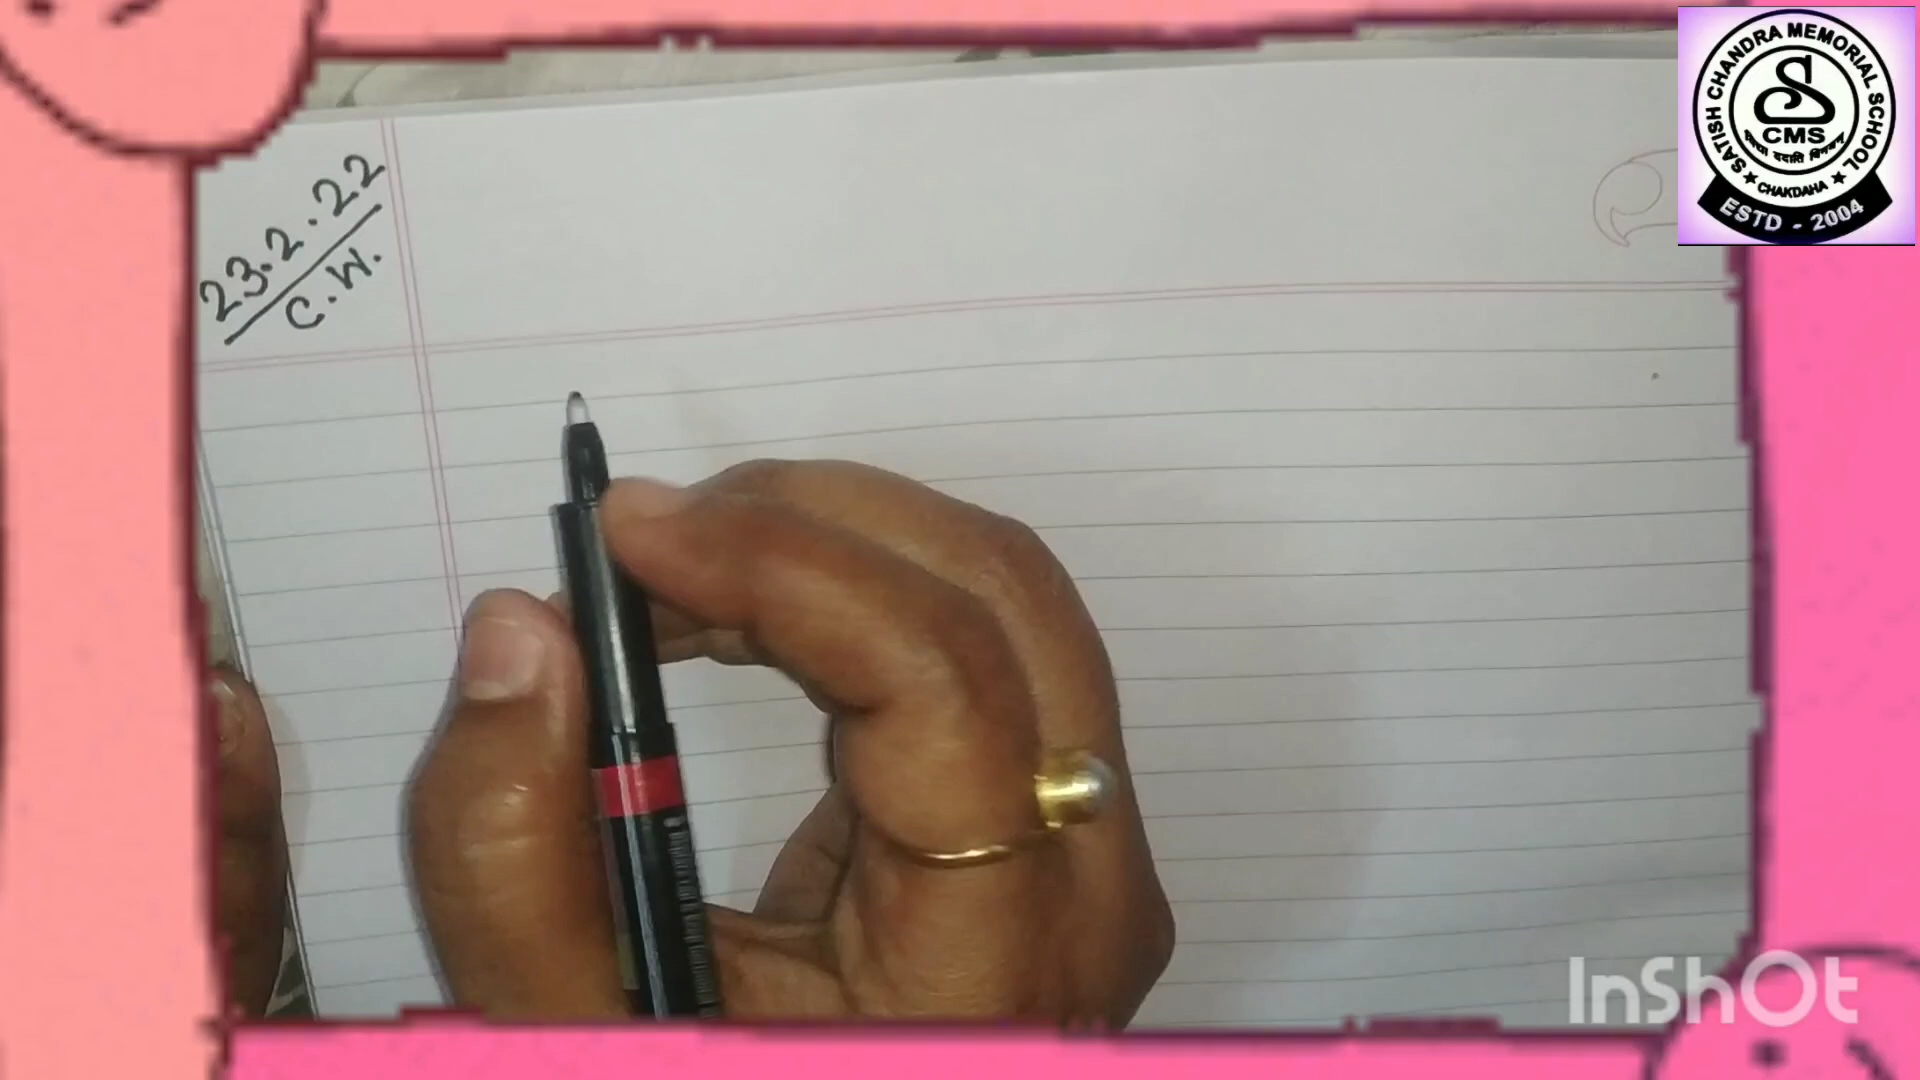 23.2.22
C.W.
SATISH CHANDRA MEMORIAL SCHOOL
S
CMS
★ CHAKDAHA ★
ESTD - 2004
InShOt